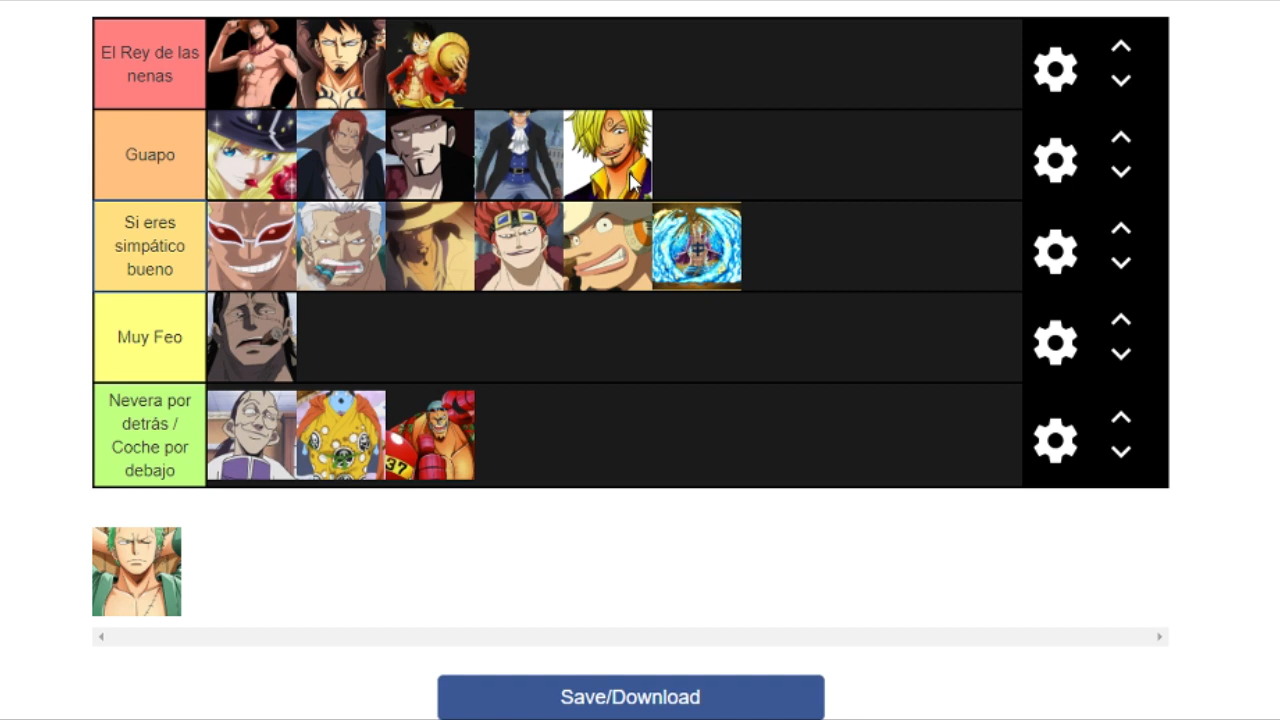 El Rey de las
nenas
Guapo
Si eres
simpático
bueno
Muy Feo
Nevera por
detrás /
Coche por
debajo
37
Save/Download